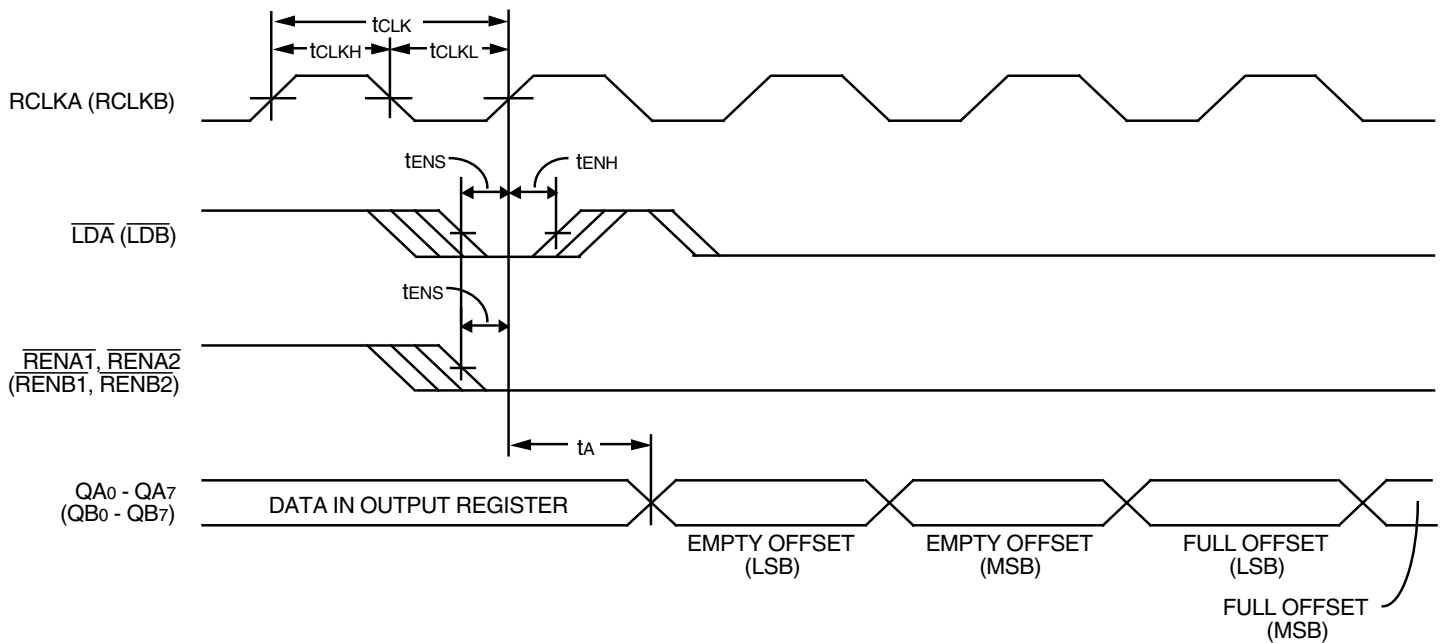 tCLK
tCLKH
tCLKL
RCLKA (RCLKB)
tENS
tENH
LDA (LDB)
tENS
RENA1, RENA2
(RENB1, RENB2)
tA
QA0 - QA7
(QB0 - QB7)
DATA IN OUTPUT REGISTER
EMPTY OFFSET
(LSB)
EMPTY OFFSET
(MSB)
FULL OFFSET
(LSB)
FULL OFFSET
(MSB)